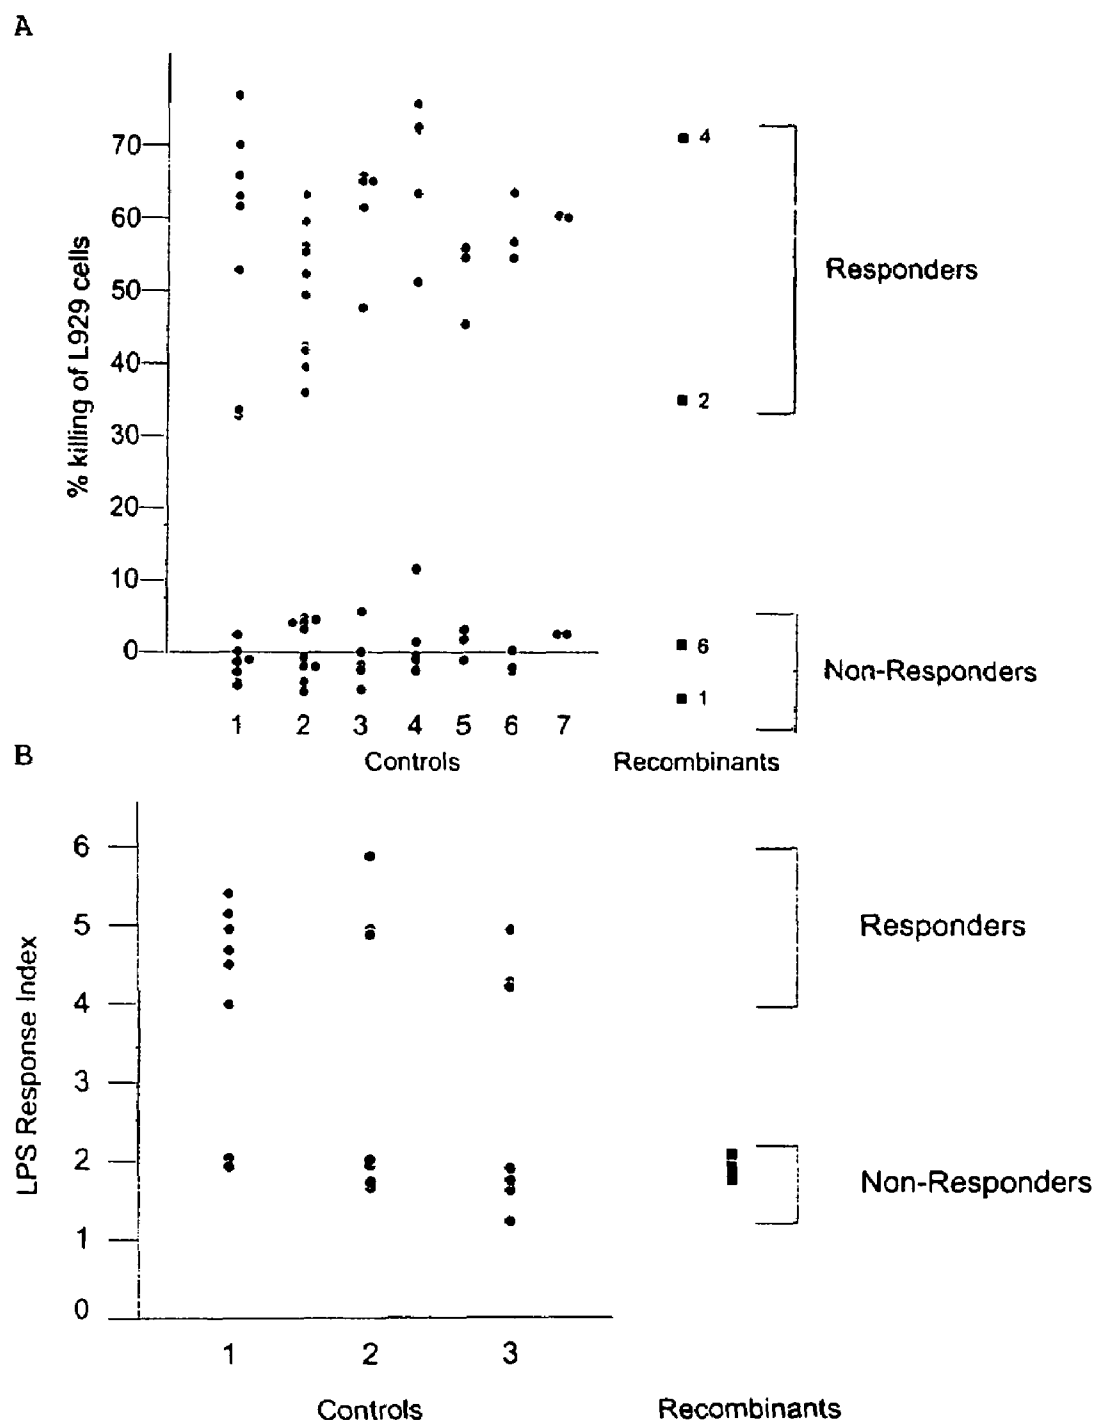 A
% killing of L929 cells
70
60
50
40
30
20
10
0
4
2
6
1
Responders
Non-Responders
1 2 3 4 5 6 7
Controls
Recombinants
B
LPS Response Index
6
5
4
3
2
1
0
Responders
Non-Responders
1 2 3
Controls
Recombinants